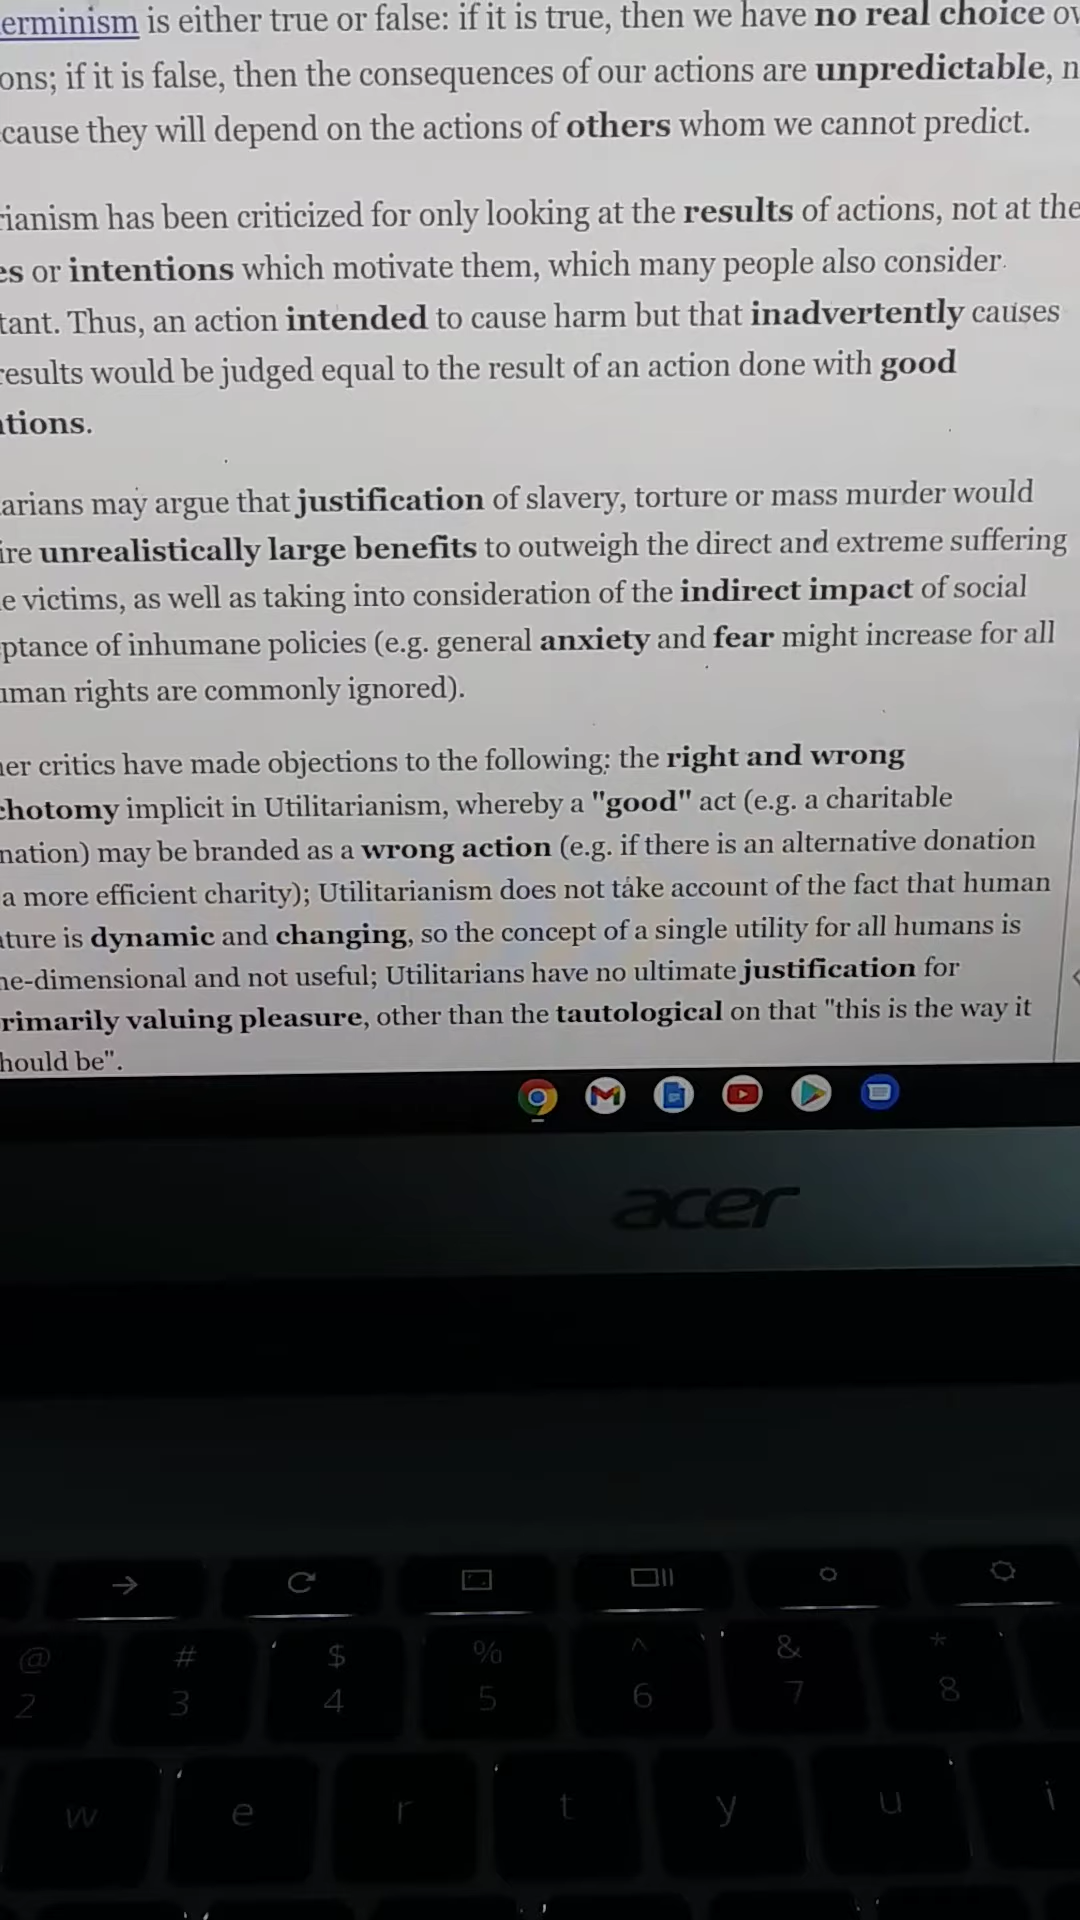 erminism is either true or false: if it is true, then we have no real choice ov
ons; if it is false, then the consequences of our actions are unpredictable, n
cause they will depend on the actions of others whom we cannot predict.
rianism has been criticized for only looking at the results of actions, not at the
es or intentions which motivate them, which many people also consider
tant. Thus, an action intended to cause harm but that inadvertently causes
results would be judged equal to the result of an action done with good
tions.
arians may argue that justification of slavery, torture or mass murder would
ire unrealistically large benefits to outweigh the direct and extreme suffering
e victims, as well as taking into consideration of the indirect impact of social
ptance of inhumane policies (e.g. general anxiety and fear might increase for all
uman rights are commonly ignored).
her critics have made objections to the following: the right and wrong
chotomy implicit in Utilitarianism, whereby a "good" act (e.g. a charitable
nation) may be branded as a wrong action (e.g. if there is an alternative donation
a more efficient charity); Utilitarianism does not take account of the fact that human
ature is dynamic and changing, so the concept of a single utility for all humans is
ne-dimensional and not useful; Utilitarians have no ultimate justification for
rimarily valuing pleasure, other than the tautological on that "this is the way it
hould be".
acer
@ # $ % ^ & *
2 3 4 5 6 7 8
w e r t y u i